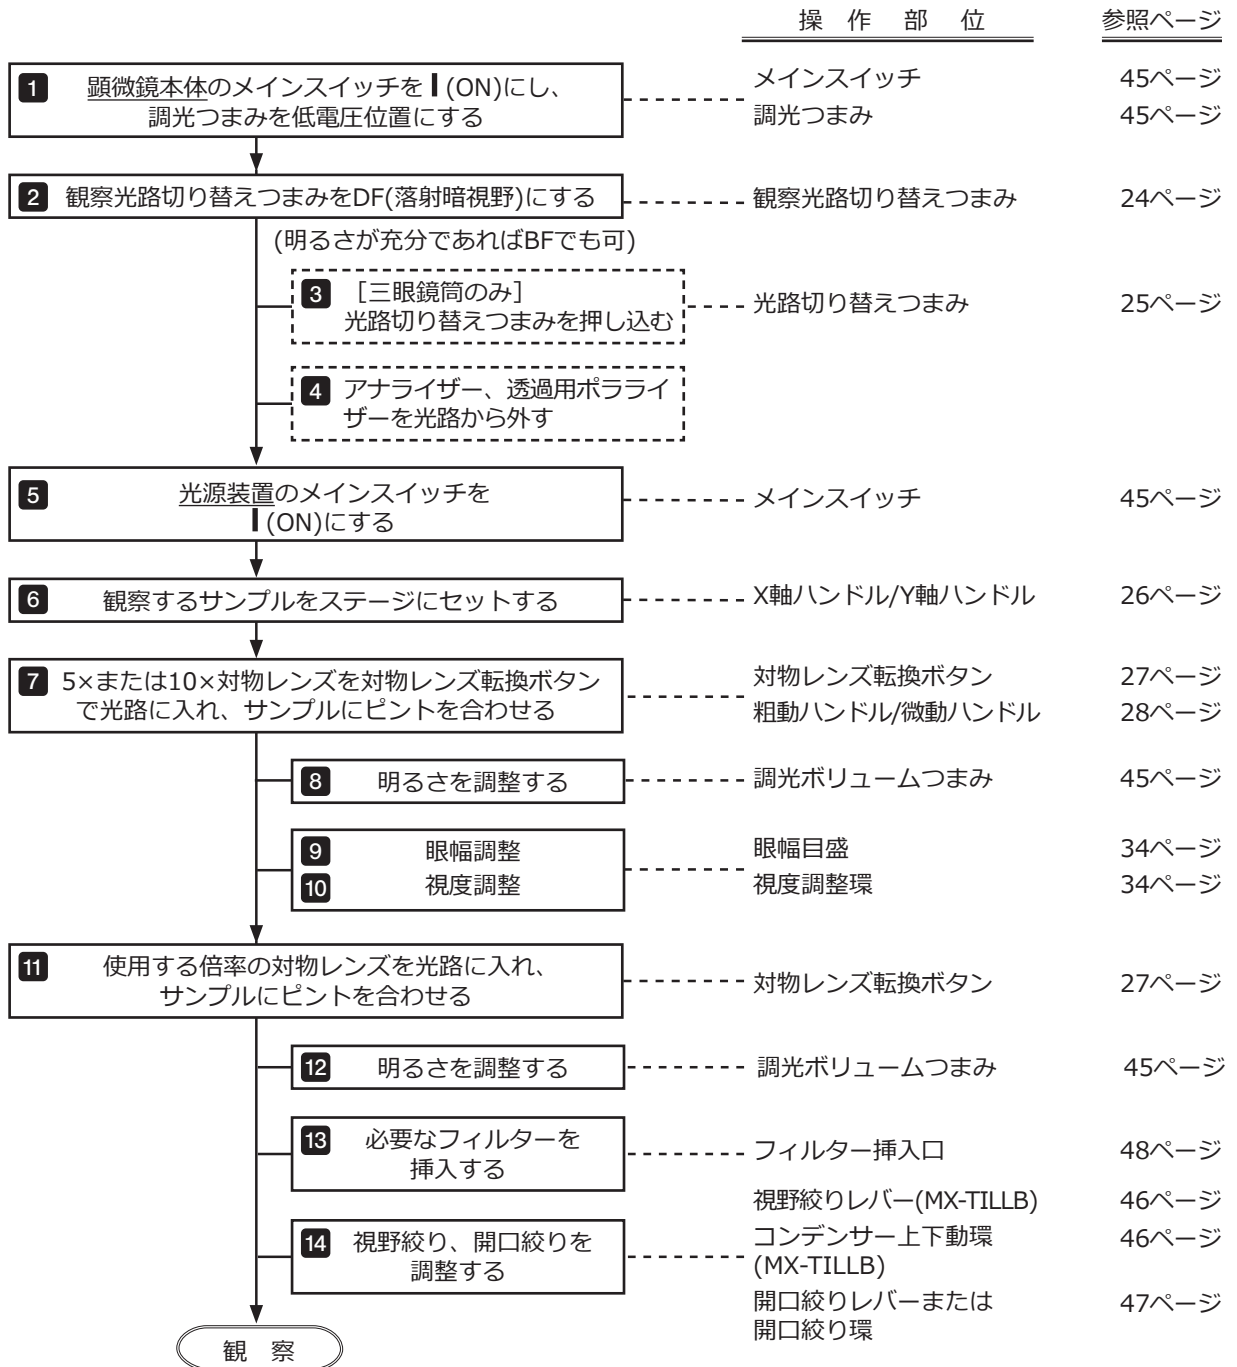 操 作 部 位 参照ページ
1 顕微鏡本体のメインスイッチを I (ON)にし、
調光つまみを低電圧位置にする
メインスイッチ 45ページ
調光つまみ 45ページ
2 観察光路切り替えつまみをDF(落射暗視野)にする
観察光路切り替えつまみ 24ページ
(明るさが充分であればBFでも可)
3 [三眼鏡筒のみ]
光路切り替えつまみを押し込む
光路切り替えつまみ 25ページ
4 アナライザー、透過用ポラライ
ザーを光路から外す
5 光源装置のメインスイッチを
I (ON)にする
メインスイッチ 45ページ
6 観察するサンプルをステージにセットする
X軸ハンドル/Y軸ハンドル 26ページ
7 5×または10×対物レンズを対物レンズ転換ボタン
で光路に入れ、サンプルにピントを合わせる
対物レンズ転換ボタン 27ページ
粗動ハンドル/微動ハンドル 28ページ
8 明るさを調整する
調光ボリュームつまみ 45ページ
9 眼幅調整
眼幅目盛 34ページ
10 視度調整
視度調整環 34ページ
11 使用する倍率の対物レンズを光路に入れ、
サンプルにピントを合わせる
対物レンズ転換ボタン 27ページ
12 明るさを調整する
調光ボリュームつまみ 45ページ
13 必要なフィルターを
挿入する
フィルター挿入口 48ページ
14 視野絞り、開口絞りを
調整する
視野絞りレバー(MX-TILLB) 46ページ
コンデンサー上下動環 46ページ
(MX-TILLB)
開口絞りレバーまたは 47ページ
開口絞り環
観 察